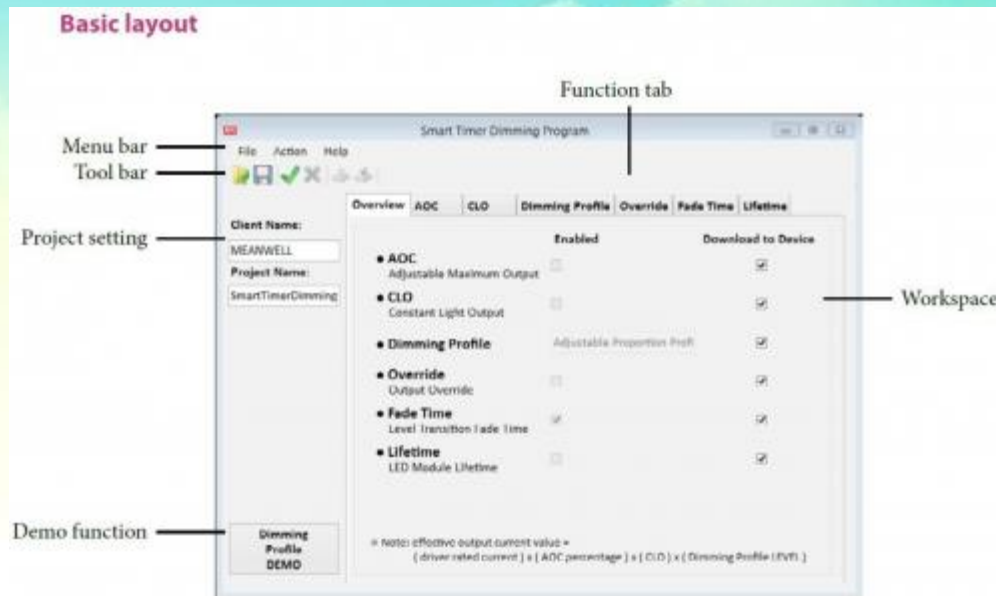 Basic layout
Function tab
Menu bar
Tool bar
Project setting
Demo function
Workspace
Smart Timer Dimming Program
File Action Help
Overview AOC CLO Dimming Profile Override Fade Time Lifetime
Client Name:
MEANWELL
Project Name:
SmartTimerDimming
Enabled Download to Device
• AOC
Adjustable Maximum Output
• CLO
Constant Light Output
• Dimming Profile Adjustable Proportion Profi
• Override
Output Override
• Fade Time
Level Transition Fade Time
• Lifetime
LED Module Lifetime
Dimming
Profile
DEMO
Note: effective output current value =
( driver rated current ) x ( AOC percentage ) x ( CLO ) x ( Dimming Profile LEVEL )